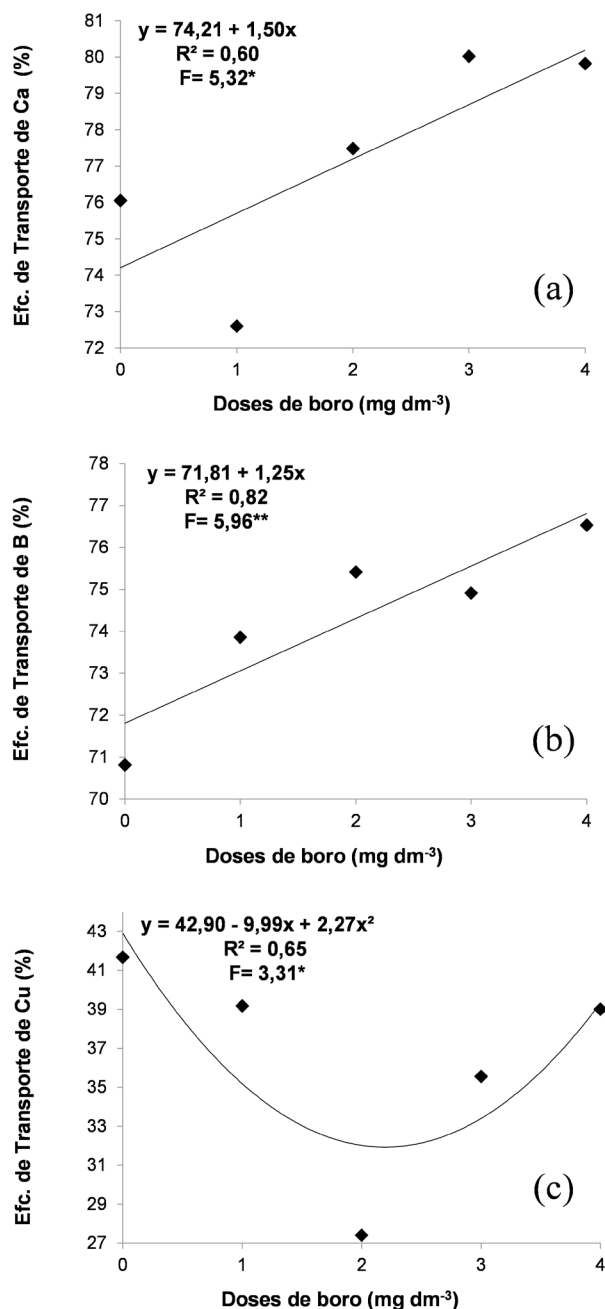 y = 74,21 + 1,50x
R² = 0,60
F= 5,32*
Efc. de Transporte de Ca (%)
81
80
79
78
77
76
75
74
73
72
0 1 2 3 4
(a)
Doses de boro (mg dm⁻³)
y = 71,81 + 1,25x
R² = 0,82
F= 5,96**
Efc. de Transporte de B (%)
78
77
76
75
74
73
72
71
70
0 1 2 3 4
(b)
Doses de boro (mg dm⁻³)
y = 42,90 - 9,99x + 2,27x²
R² = 0,65
F= 3,31*
Efc. de Transporte de Cu (%)
43
41
39
37
35
33
31
29
27
0 1 2 3 4
(c)
Doses de boro (mg dm⁻³)